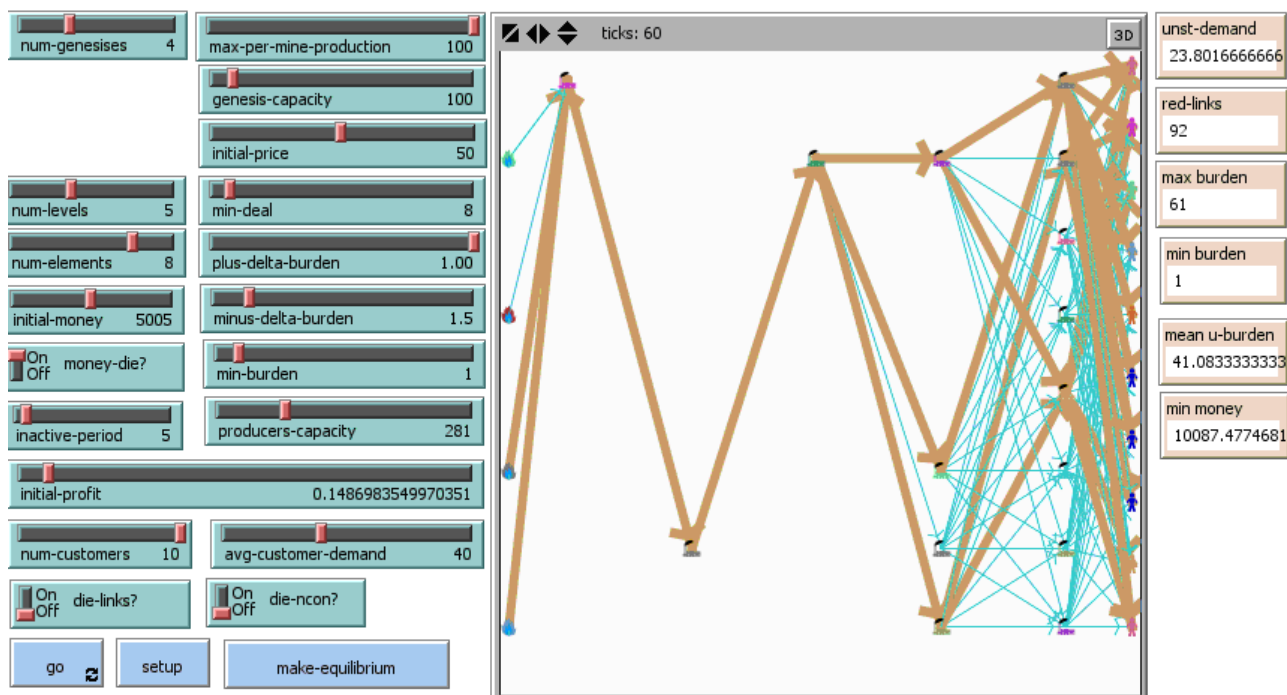 num-genesises 4
max-per-mine-production 100
genesis-capacity 100
initial-price 50
num-levels 5
min-deal 8
num-elements 8
plus-delta-burden 1.00
initial-money 5005
minus-delta-burden 1.5
On
Off
money-die?
min-burden 1
inactive-period 5
producers-capacity 281
initial-profit 0.1486983549970351
num-customers 10
avg-customer-demand 40
On
Off
die-links?
On
Off
die-ncon?
go
setup
make-equilibrium
ticks: 60
3D
unst-demand
23.8016666666
red-links
92
max burden
61
min burden
1
mean u-burden
41.0833333333
min money
10087.4774681